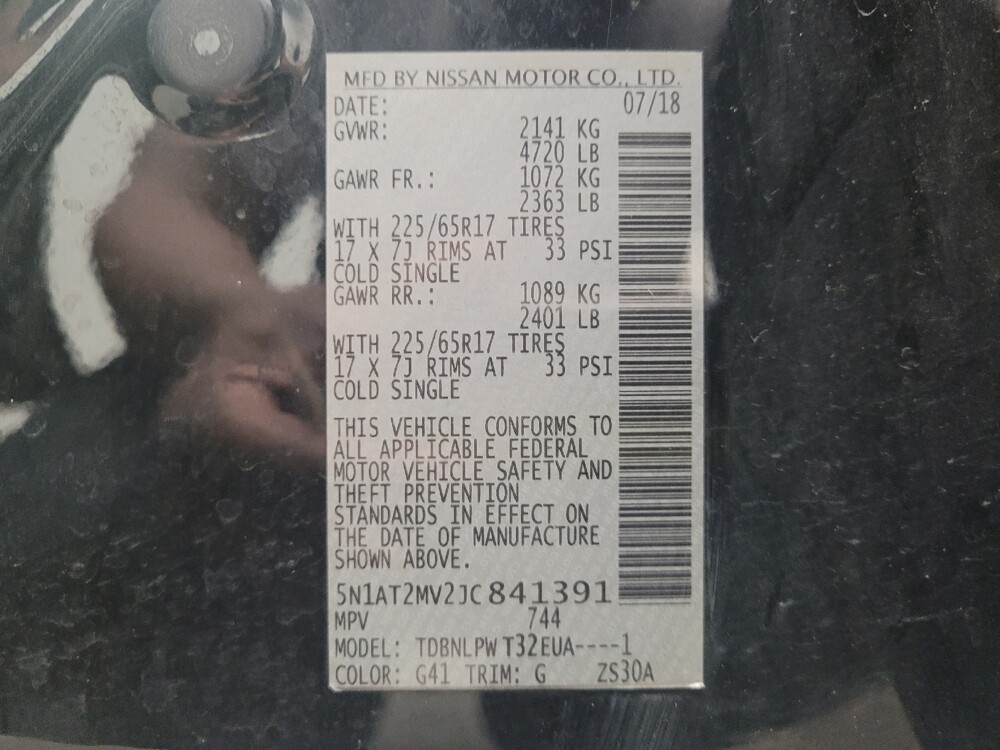 MFD BY NISSAN MOTOR CO., LTD.
DATE: 07/18
GVWR: 2141 KG
4720 LB
GAWR FR.: 1072 KG
2363 LB
WITH 225/65R17 TIRES
17 X 7J RIMS AT 33 PSI
COLD SINGLE
GAWR RR.: 1089 KG
2401 LB
WITH 225/65R17 TIRES
17 X 7J RIMS AT 33 PSI
COLD SINGLE
THIS VEHICLE CONFORMS TO
ALL APPLICABLE FEDERAL
MOTOR VEHICLE SAFETY AND
THEFT PREVENTION
STANDARDS IN EFFECT ON
THE DATE OF MANUFACTURE
SHOWN ABOVE.
5N1AT2MV2JC841391
MPV 744
MODEL: TDBNLPW T32EUA----1
COLOR: G41 TRIM: G ZS30A